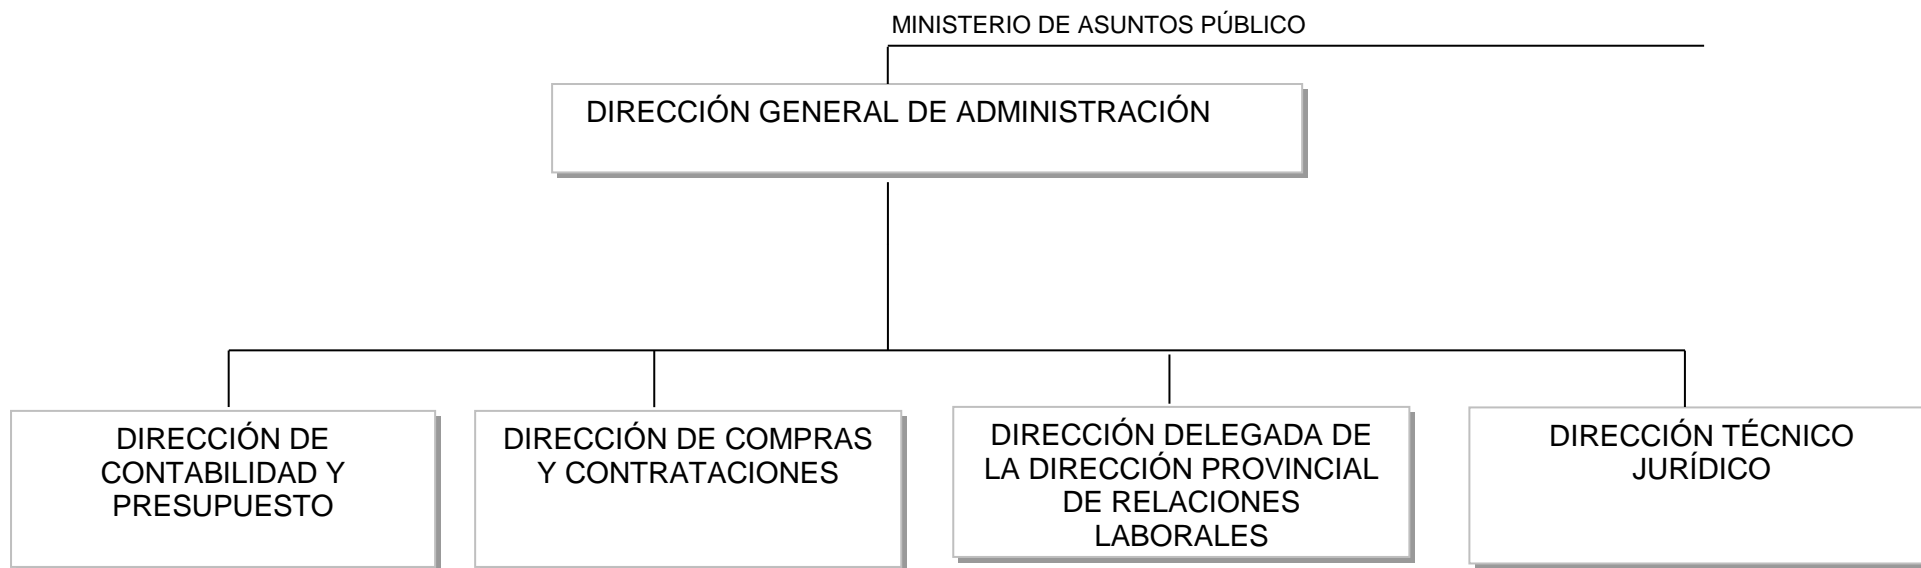 MINISTERIO DE ASUNTOS PÚBLICO
DIRECCIÓN GENERAL DE ADMINISTRACIÓN
DIRECCIÓN DE
CONTABILIDAD Y
PRESUPUESTO
DIRECCIÓN DE COMPRAS
Y CONTRATACIONES
DIRECCIÓN DELEGADA DE
LA DIRECCIÓN PROVINCIAL
DE RELACIONES
LABORALES
DIRECCIÓN TÉCNICO
JURÍDICO